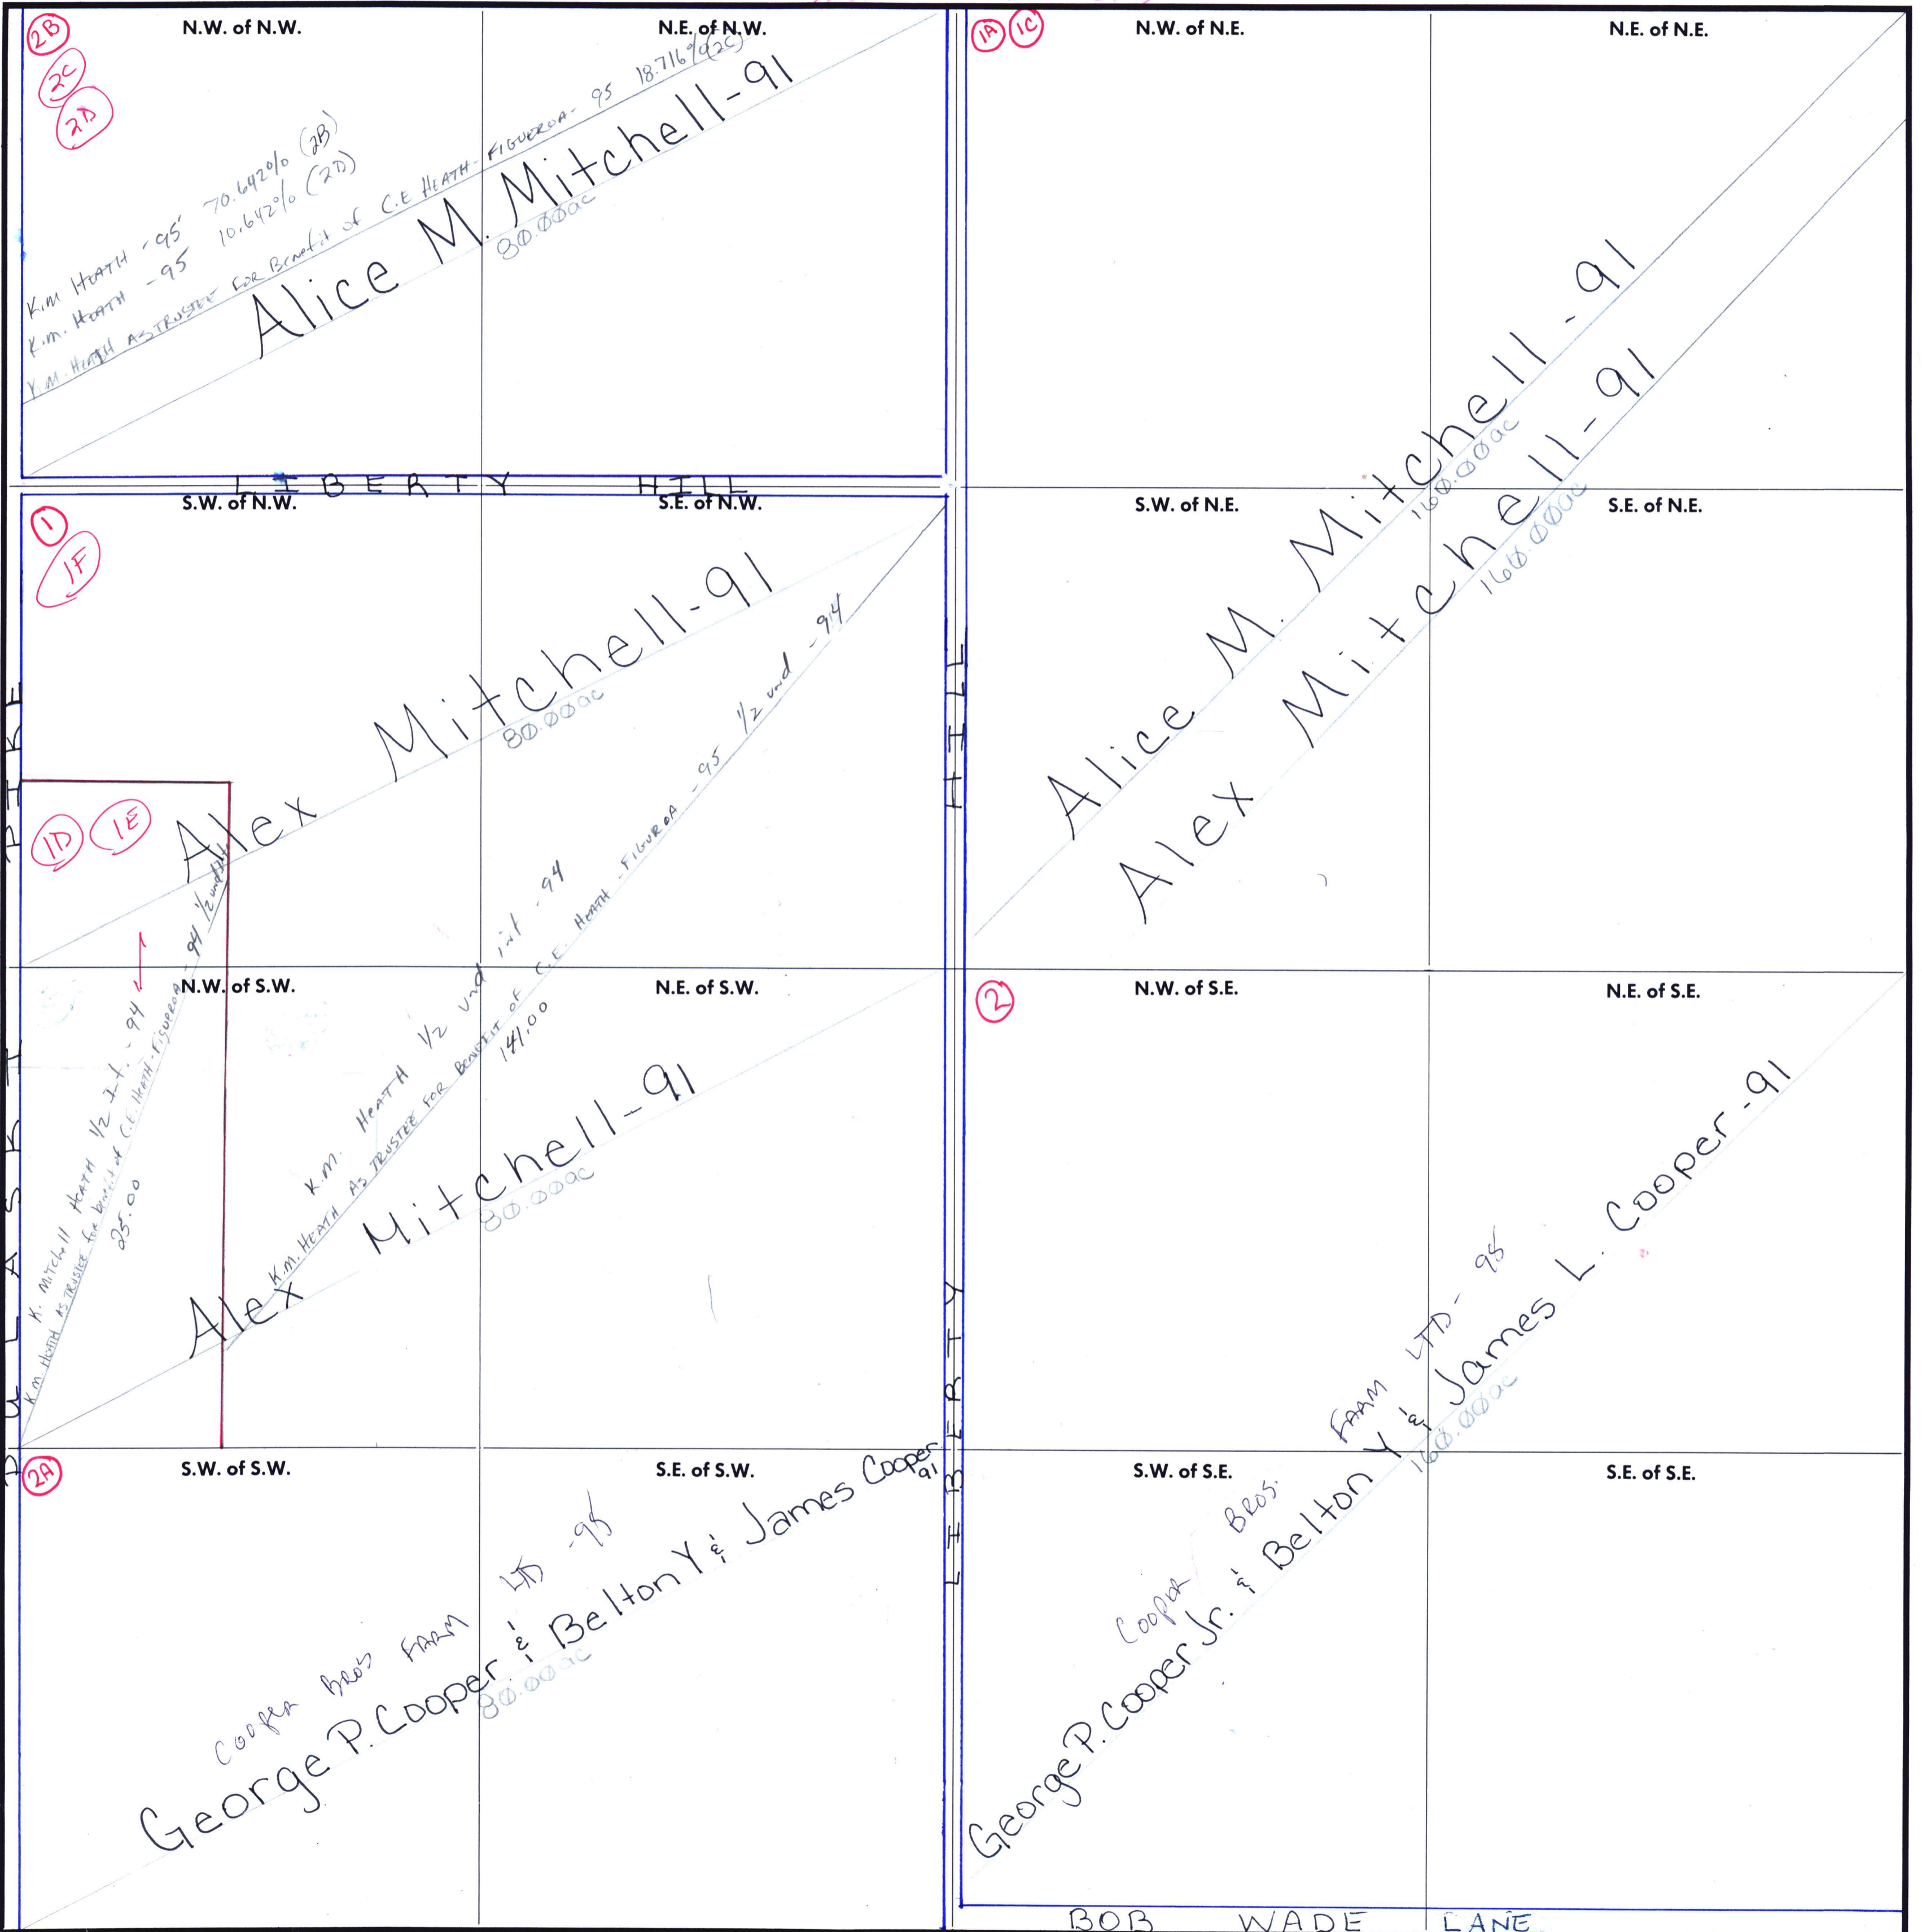 2B
2C
2D
N.W. of N.W.
N.E. of N.W.
K.M HEATH -95 70.642% (2B)
K.M. HEATH -95 10.642% (2D)
K.M. HEATH AS TRUSTEE FOR BENEFIT OF C.E HEATH-FIGUEROA- 95 18.716% (2C)
Alice M. Mitchell-91
80.00ac
1A 1C
N.W. of N.E.
N.E. of N.E.
LIBERTY HILL
1
1F
S.W. of N.W.
S.E. of N.W.
Alex Mitchell-91
80.00ac
S.W. of N.E.
S.E. of N.E.
Alice M. Mitchell-91
160.00ac
Alex Mitchell-91
160.00ac
1D 1E
PULASKI PIKE
LIBERTY HILL
N.W. of S.W.
N.E. of S.W.
K. Mitchell HEATH 1/2 Int. -94
K.M. HEATH AS TRUSTEE for benefit of C.E. HEATH-FIGUEROA-94 1/2 und Int.
25.00
K.M. HEATH 1/2 und int -94
K.M. HEATH AS TRUSTEE FOR BENEFIT OF C.E. HEATH-FIGUROA -95 1/2 und -94
141.00
Alex Mitchell-91
80.00ac
2
N.W. of S.E.
N.E. of S.E.
2A
S.W. of S.W.
S.E. of S.W.
Cooper Bros FARM LTD -98
George P. Cooper & Belton Y & James Cooper
91
80.00ac
S.W. of S.E.
S.E. of S.E.
Cooper BROS. FARM LTD- 98
George P. Cooper Jr. & Belton Y & James L. Cooper-91
160.00ac
BOB WADE LANE